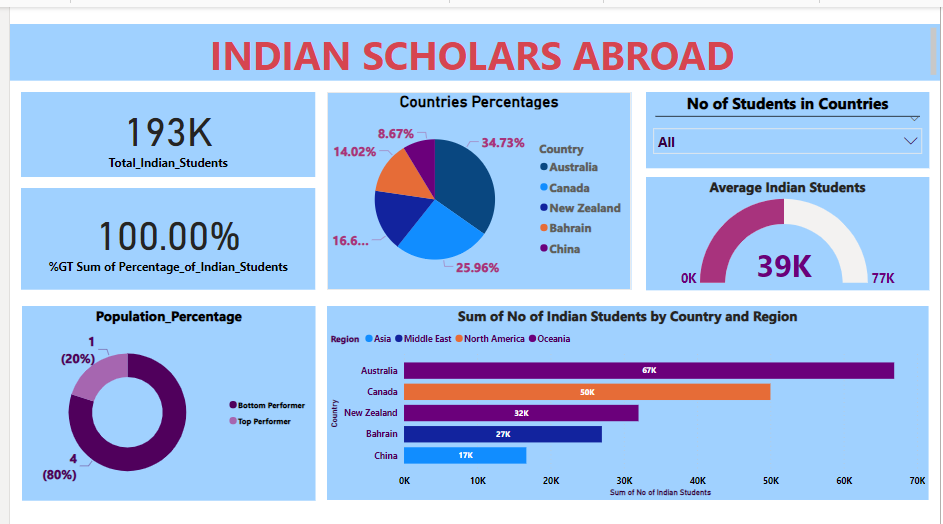 INDIAN SCHOLARS ABROAD
193K
Total_Indian_Students
100.00%
%GT Sum of Percentage_of_Indian_Students
Countries Percentages
8.67%
34.73%
14.02%
16.6...
25.96%
Country
Australia
Canada
New Zealand
Bahrain
China
No of Students in Countries
All
Average Indian Students
39K
0K
77K
Population_Percentage
1
(20%)
4
(80%)
Bottom Performer
Top Performer
Sum of No of Indian Students by Country and Region
Region Asia Middle East North America Oceania
Country
Australia 67K
Canada 50K
New Zealand 32K
Bahrain 27K
China 17K
0K 10K 20K 30K 40K 50K 60K 70K
Sum of No of Indian Students